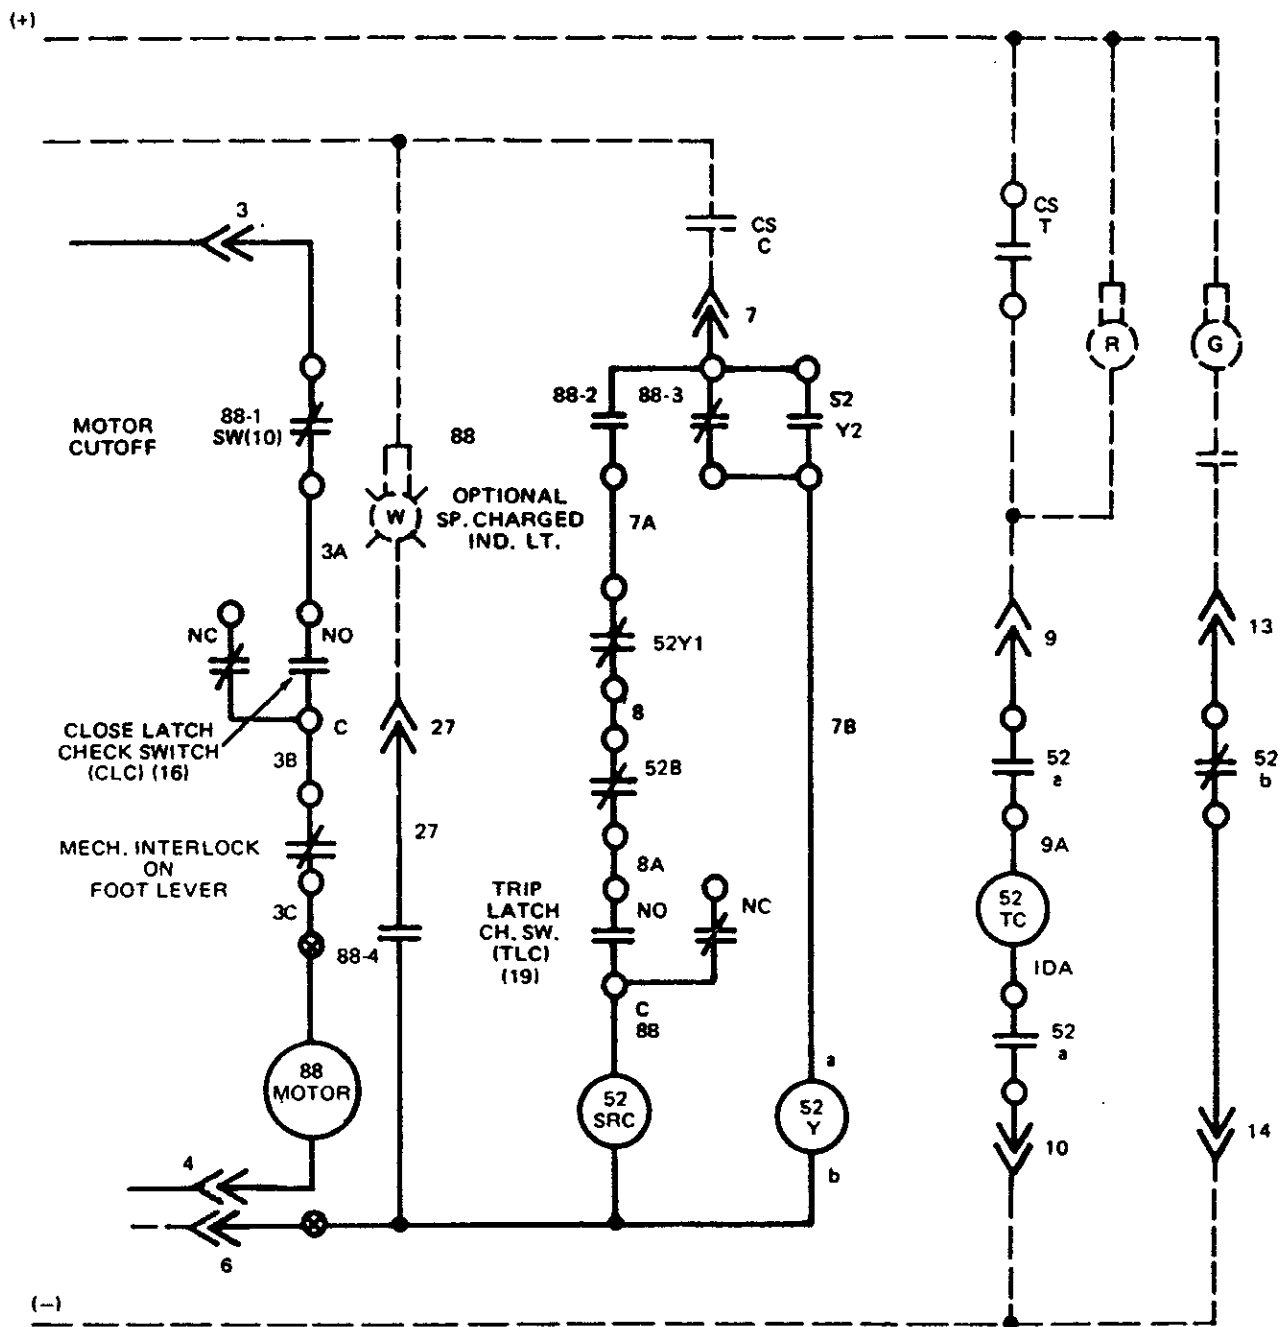 (+)
3
CS
C
CS
T
7
R
G
MOTOR
CUTOFF
88-1
SW(10)
88
88-2
88-3
S2
Y2
W
OPTIONAL
SP. CHARGED
IND. LT.
7A
3A
NC
NO
52Y1
9
13
CLOSE LATCH
CHECK SWITCH
(CLC) (16)
C
3B
27
8
7B
52B
52
a
52
b
27
MECH. INTERLOCK
ON
FOOT LEVER
3C
8A
9A
TRIP
LATCH
CH. SW.
(TLC)
(19)
NO
NC
52
TC
88-4
IDA
C
88
52
a
88
MOTOR
52
SRC
a
52
Y
b
10
14
4
6
(—)